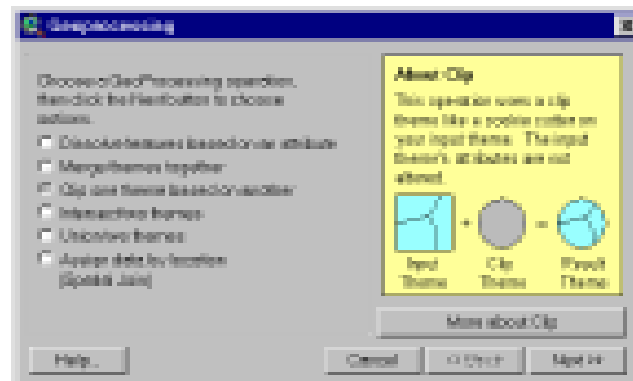 Geoprocessing
Choose a GeoProcessing operation,
then click the Next button to choose
options.
Dissolve features based on an attribute
Merge themes together
Clip one theme based on another
Intersect two themes
Union two themes
Assign data by location
(Spatial Join)
About Clip
This operation uses a clip
theme like a cookie cutter on
your input theme. The input
theme's attributes are not
altered.
+ =
Input Clip Result
Theme Theme Theme
More about Clip
Help...
Cancel
<< Back
Next >>